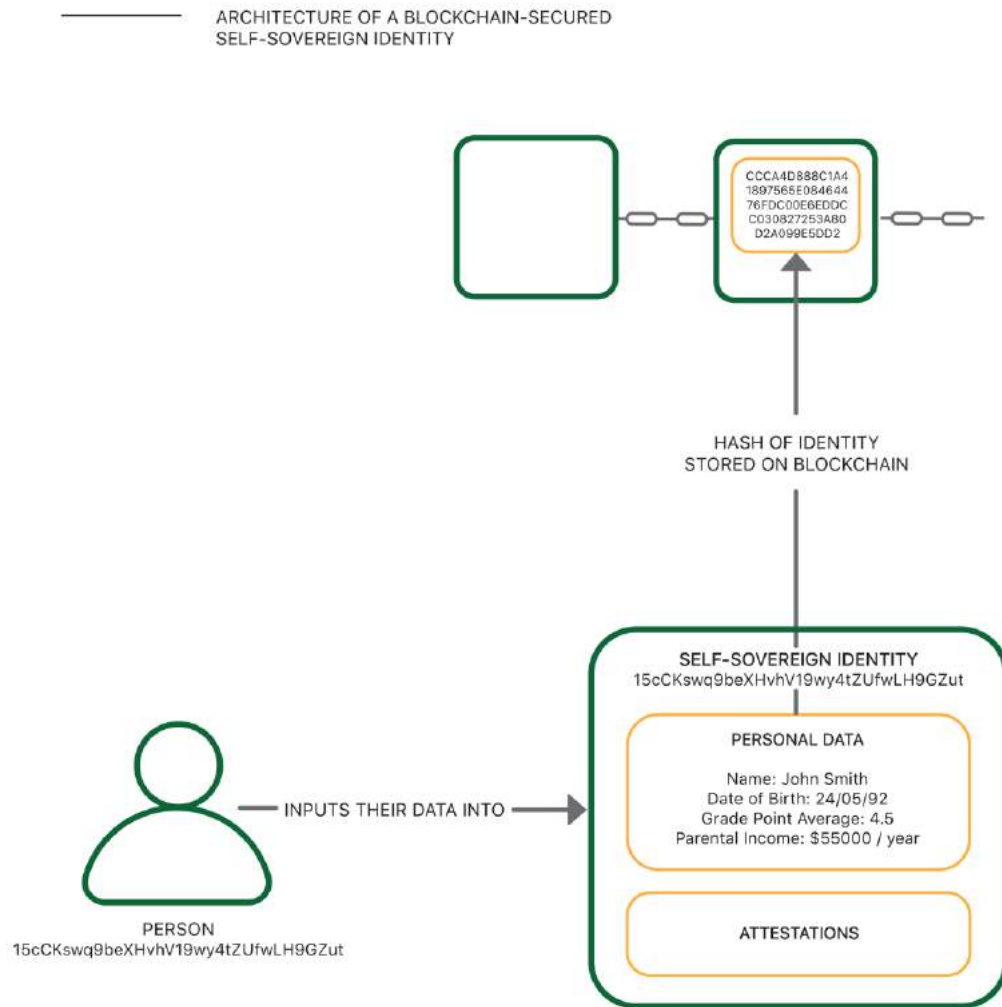 ARCHITECTURE OF A BLOCKCHAIN-SECURED
SELF-SOVEREIGN IDENTITY
CCCA4D888C1A4
1897565E084644
76FDC00E6EDDC
C030827253A80
D2A099E5DD2
HASH OF IDENTITY
STORED ON BLOCKCHAIN
SELF-SOVEREIGN IDENTITY
15cCKswq9beXHvhV19wy4tZUfwLH9GZut
PERSONAL DATA
Name: John Smith
Date of Birth: 24/05/92
Grade Point Average: 4.5
Parental Income: $55000 / year
INPUTS THEIR DATA INTO
ATTESTATIONS
PERSON
15cCKswq9beXHvhV19wy4tZUfwLH9GZut